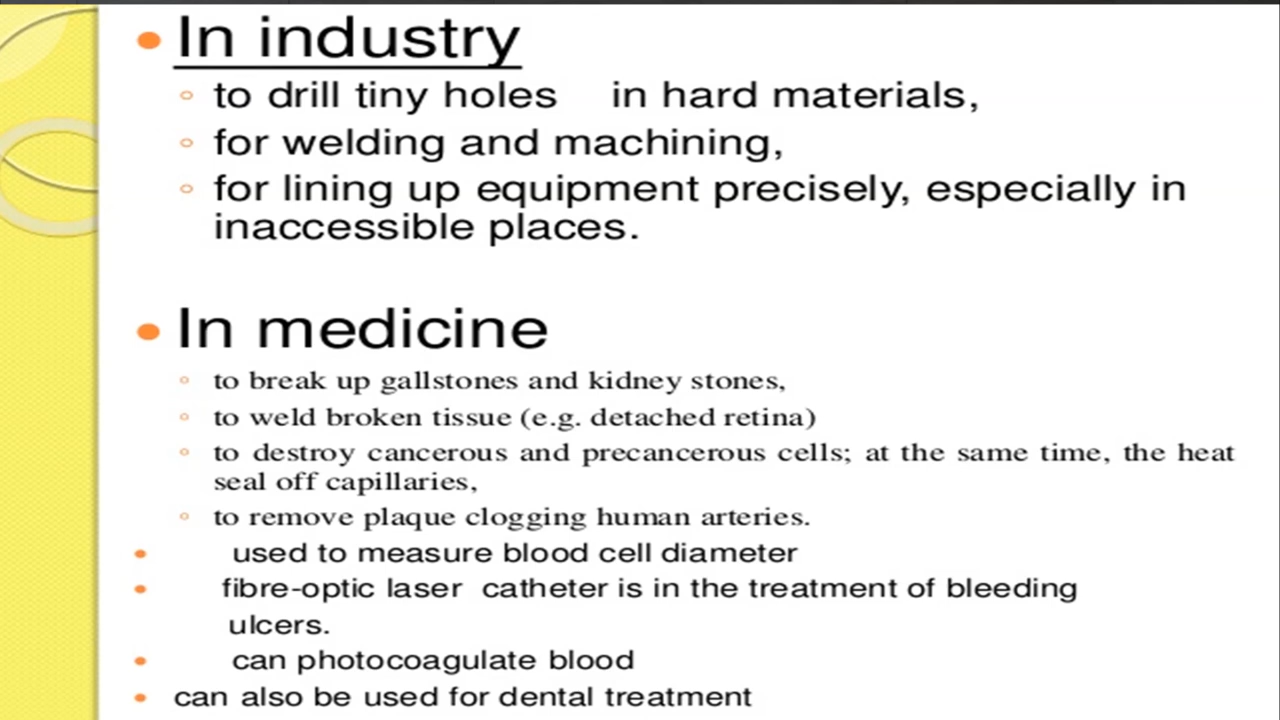 In industry
to drill tiny holes in hard materials,
for welding and machining,
for lining up equipment precisely, especially in
inaccessible places.
In medicine
to break up gallstones and kidney stones,
to weld broken tissue (e.g. detached retina)
to destroy cancerous and precancerous cells; at the same time, the heat
seal off capillaries,
to remove plaque clogging human arteries.
used to measure blood cell diameter
fibre-optic laser catheter is in the treatment of bleeding
ulcers.
can photocoagulate blood
can also be used for dental treatment